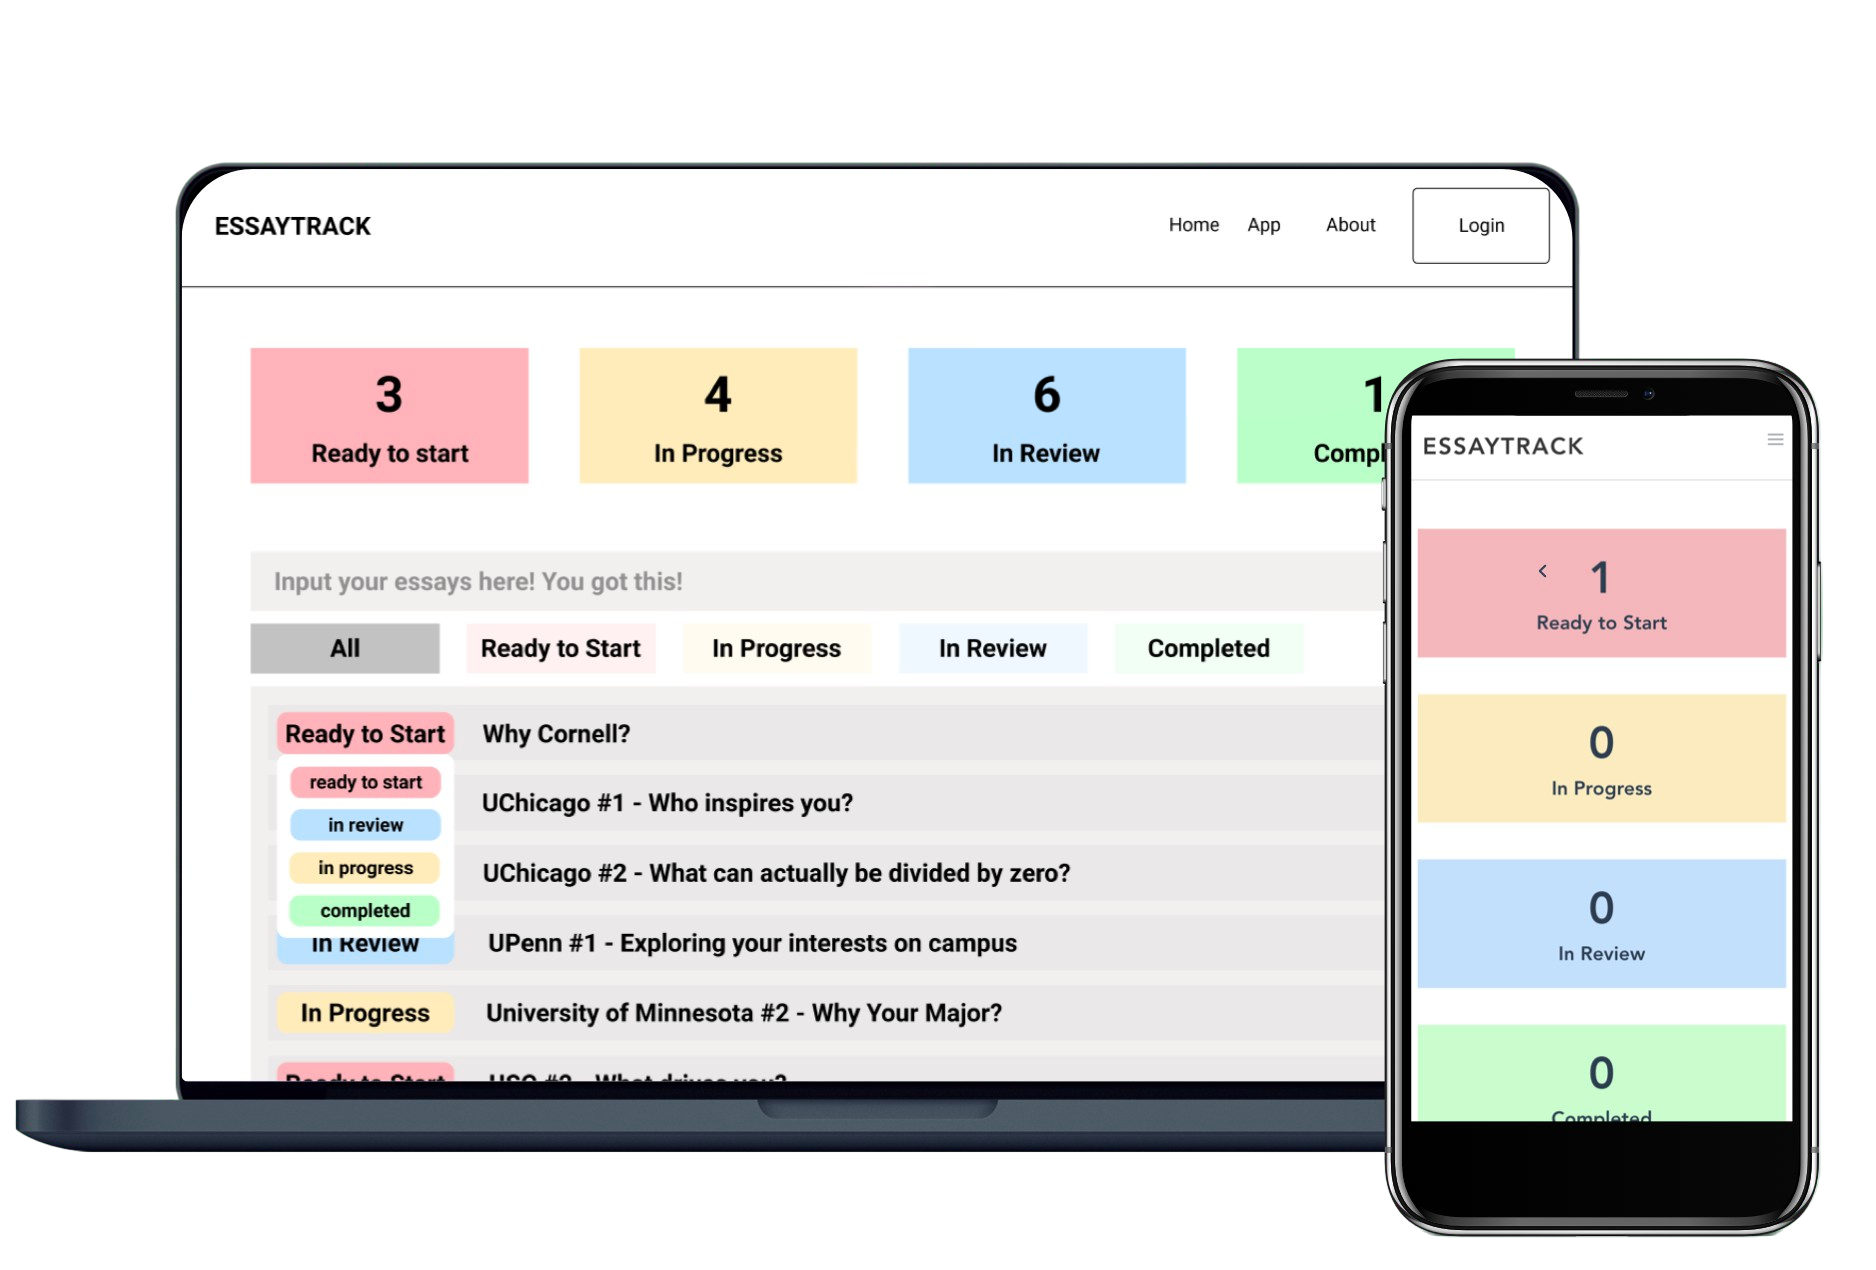 ESSAYTRACK
Home App About Login
3 4 6 1
Ready to start In Progress In Review
Input your essays here! You got this!
All Ready to Start In Progress In Review Completed
Ready to Start Why Cornell?
ready to start
UChicago #1 - Who inspires you?
in review
in progress
UChicago #2 - What can actually be divided by zero?
completed
In Review UPenn #1 - Exploring your interests on campus
In Progress University of Minnesota #2 - Why Your Major?
Ready to Start
ESSAYTRACK
< 1
Ready to Start
0
In Progress
0
In Review
0
Completed